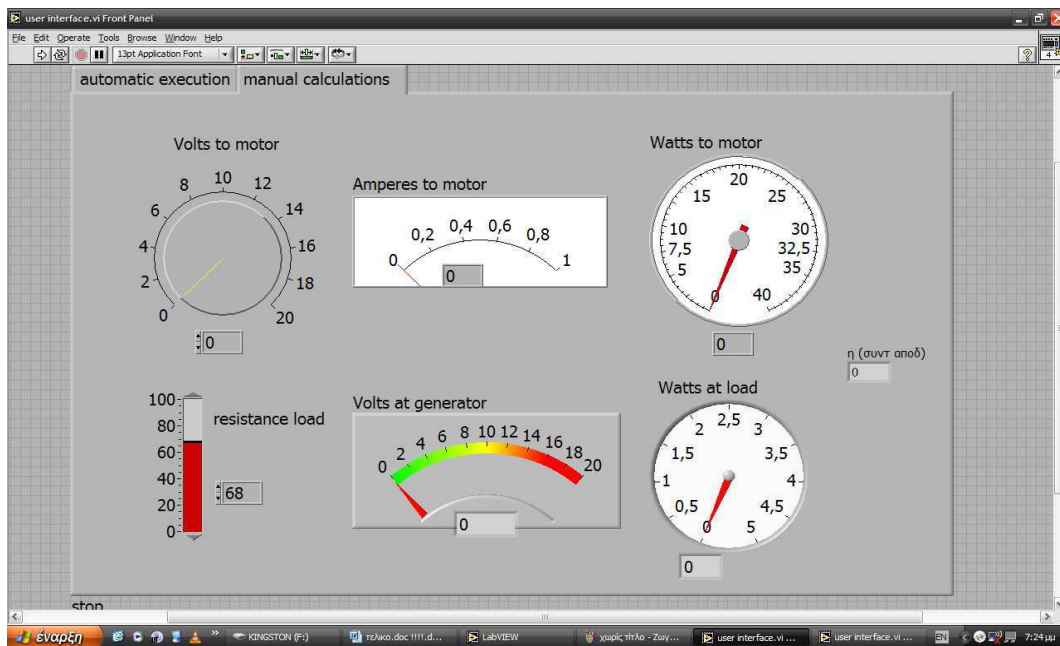 user interface.vi Front Panel
File Edit Operate Tools Browse Window Help
13pt Application Font
4
automatic execution manual calculations
Volts to motor
0 2 4 6 8 10 12 14 16 18 20
0
Amperes to motor
0 0,2 0,4 0,6 0,8 1
0
Watts to motor
0 5 7,5 10 15 20 25 30 32,5 35 40
0
η (συντ αποδ)
0
resistance load
100
80
60
40
20
0
68
Volts at generator
0 2 4 6 8 10 12 14 16 18 20
0
Watts at load
0 0,5 1 1,5 2 2,5 3 3,5 4 4,5 5
0
stop
έναρξη
KINGSTON (F:)
τελικο.doc !!!!.d...
LabVIEW
χωρίς τίτλο - Ζωγ...
user interface.vi ...
user interface.vi ...
EN
7:24 μμ